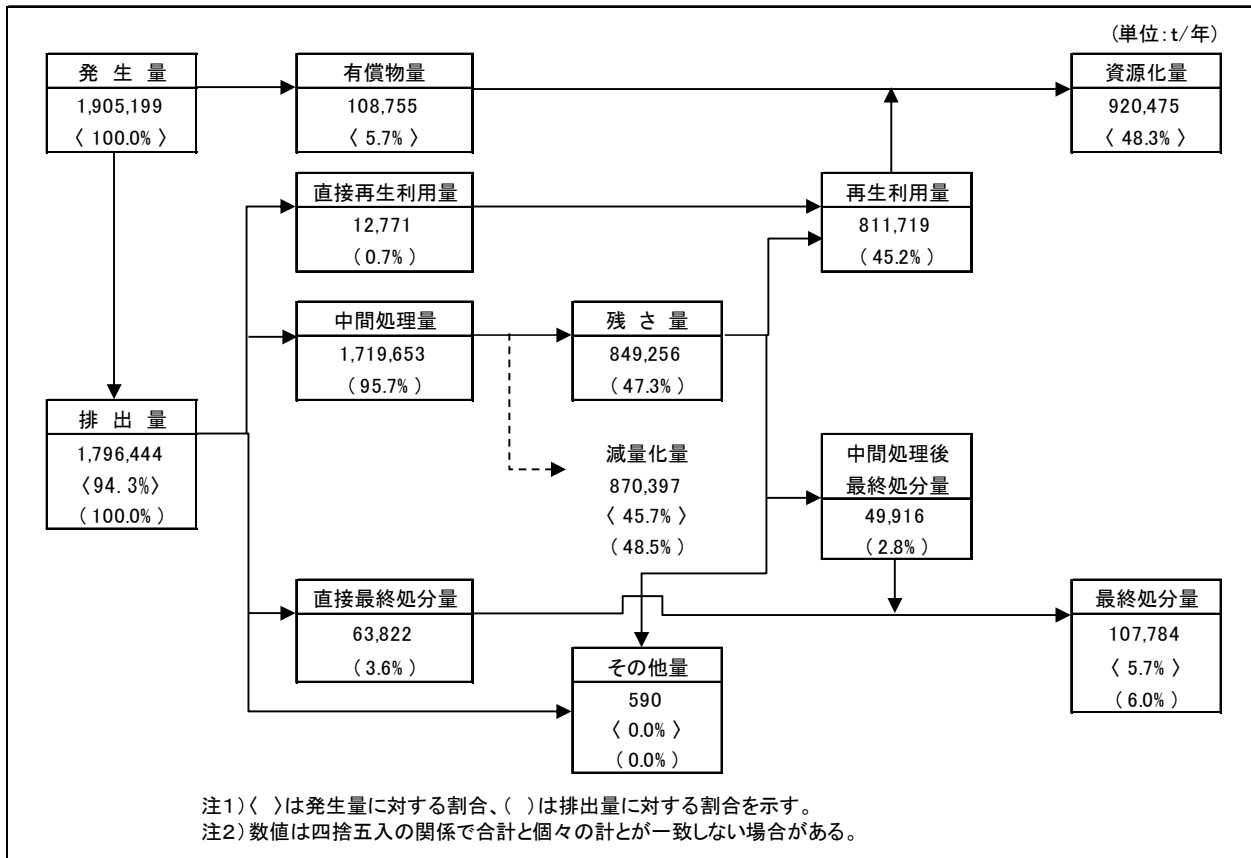 (単位:t/年)
発 生 量
1,905,199
〈 100.0% 〉
有償物量
108,755
〈 5.7% 〉
資源化量
920,475
〈 48.3% 〉
直接再生利用量
12,771
( 0.7% )
再生利用量
811,719
( 45.2% )
中間処理量
1,719,653
( 95.7% )
残 さ 量
849,256
( 47.3% )
排 出 量
1,796,444
〈94.3%〉
( 100.0% )
減量化量
870,397
〈 45.7% 〉
( 48.5% )
中間処理後
最終処分量
49,916
( 2.8% )
直接最終処分量
63,822
( 3.6% )
最終処分量
107,784
〈 5.7% 〉
( 6.0% )
その他量
590
〈 0.0% 〉
( 0.0% )
注1)〈 〉は発生量に対する割合、( )は排出量に対する割合を示す。
注2)数値は四捨五入の関係で合計と個々の計とが一致しない場合がある。